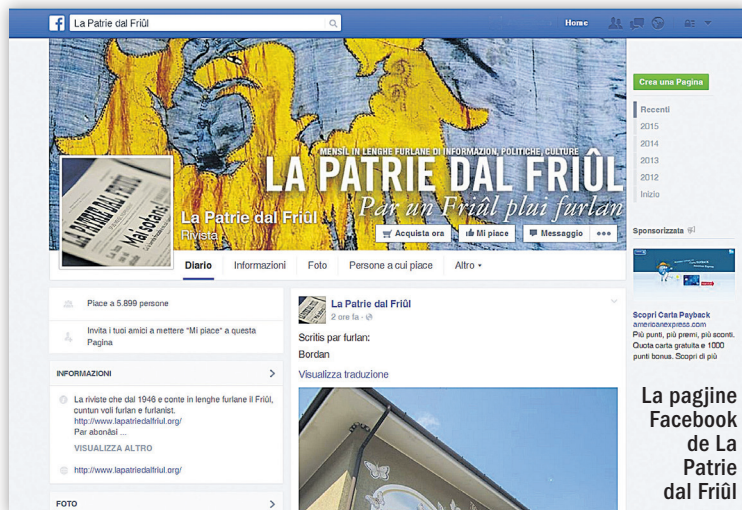 La Patrie dal Friûl
Home
MENSÎL IN LENGHE FURLANE DI INFORMAZION, POLITICHE, CULTURE
LA PATRIE DAL FRIÛL
Par un Friûl plui furlan
LA PATRIE DAL FRIÛL
Mai solans!
La Patrie dal Friûl
Rivista
Acquista ora
Mi piace
Messaggio
Diario
Informazioni
Foto
Persone a cui piace
Altro
Piace a 5.899 persone
Invita i tuoi amici a mettere "Mi piace" a questa
Pagina
INFORMAZIONI
La riviste che dal 1946 e conte in lenghe furlane il Friûl,
cuntun voli furlan e furlanist.
http://www.lapatriedalfriul.org/
Par abonâsi ...
VISUALIZZA ALTRO
http://www.lapatriedalfriul.org/
FOTO
La Patrie dal Friûl
2 ore fa
Scritis par furlan:
Bordan
Visualizza traduzione
Crea una Pagina
Recenti
2015
2014
2013
2012
Inizio
Sponsorizzata
Scopri Carta Payback
americanexpress.com
Più punti, più premi, più sconti.
Quota carta gratuita e 1000
punti bonus. Scopri di più
La pagjine
Facebook
de La
Patrie
dal Friûl